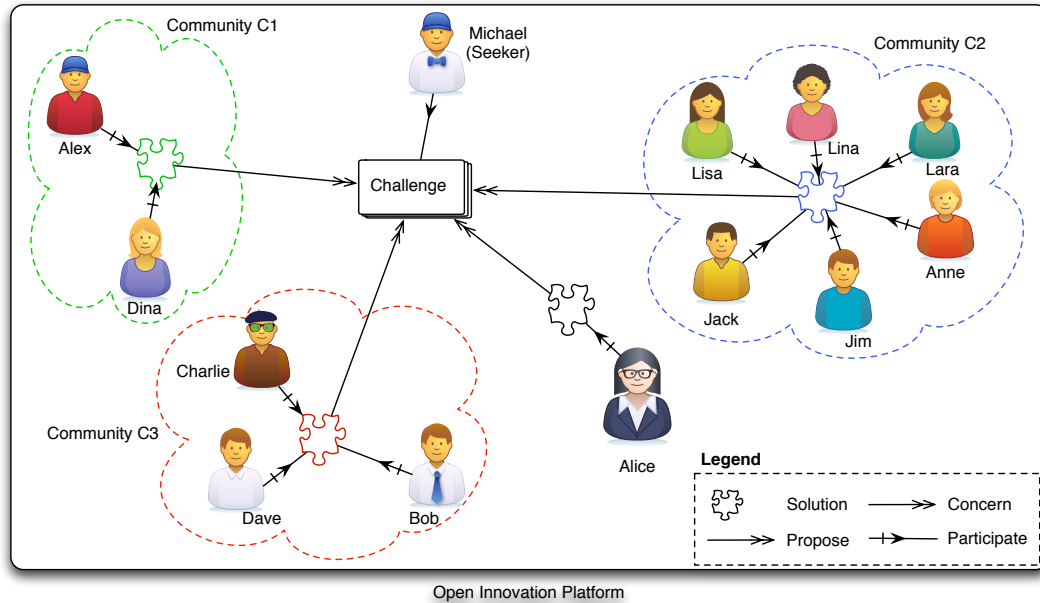 Community C1
Michael
(Seeker)
Community C2
Alex
Challenge
Lisa
Lina
Lara
Dina
Anne
Jack
Jim
Charlie
Community C3
Alice
Dave
Bob
Legend
Solution
Concern
Propose
Participate
Open Innovation Platform